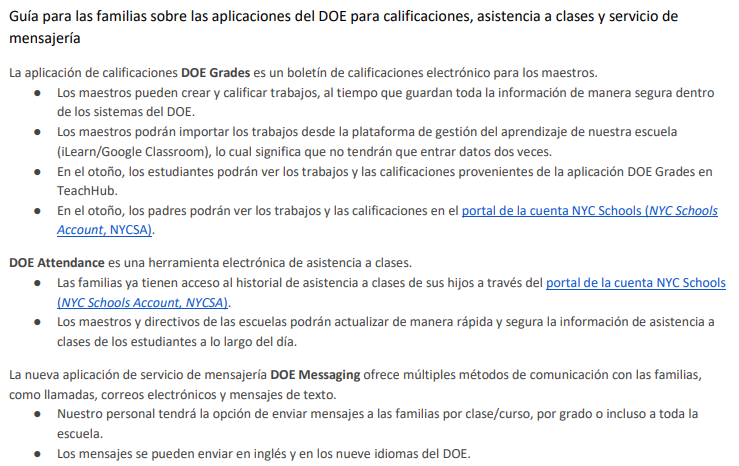 Guía para las familias sobre las aplicaciones del DOE para calificaciones, asistencia a clases y servicio de
mensajería
La aplicación de calificaciones DOE Grades es un boletín de calificaciones electrónico para los maestros.
● Los maestros pueden crear y calificar trabajos, al tiempo que guardan toda la información de manera segura dentro
de los sistemas del DOE.
● Los maestros podrán importar los trabajos desde la plataforma de gestión del aprendizaje de nuestra escuela
(iLearn/Google Classroom), lo cual significa que no tendrán que entrar datos dos veces.
● En el otoño, los estudiantes podrán ver los trabajos y las calificaciones provenientes de la aplicación DOE Grades en
TeachHub.
● En el otoño, los padres podrán ver los trabajos y las calificaciones en el portal de la cuenta NYC Schools (NYC Schools
Account, NYCSA).
DOE Attendance es una herramienta electrónica de asistencia a clases.
● Las familias ya tienen acceso al historial de asistencia a clases de sus hijos a través del portal de la cuenta NYC Schools
(NYC Schools Account, NYCSA).
● Los maestros y directivos de las escuelas podrán actualizar de manera rápida y segura la información de asistencia a
clases de los estudiantes a lo largo del día.
La nueva aplicación de servicio de mensajería DOE Messaging ofrece múltiples métodos de comunicación con las familias,
como llamadas, correos electrónicos y mensajes de texto.
● Nuestro personal tendrá la opción de enviar mensajes a las familias por clase/curso, por grado o incluso a toda la
escuela.
● Los mensajes se pueden enviar en inglés y en los nueve idiomas del DOE.